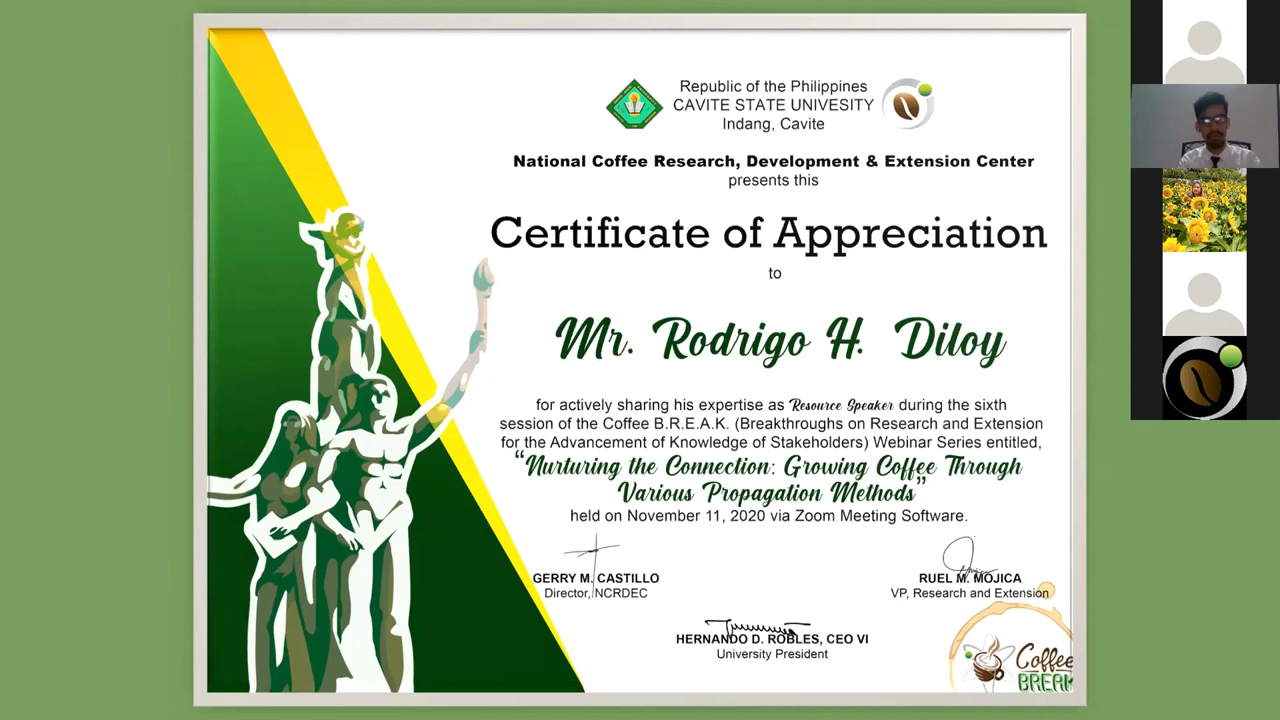 Republic of the Philippines
CAVITE STATE UNIVESITY
Indang, Cavite
National Coffee Research, Development & Extension Center
presents this
Certificate of Appreciation
to
Mr. Rodrigo H. Diloy
for actively sharing his expertise as Resource Speaker during the sixth
session of the Coffee B.R.E.A.K. (Breakthroughs on Research and Extension
for the Advancement of Knowledge of Stakeholders) Webinar Series entitled,
“Nurturing the Connection: Growing Coffee Through
Various Propagation Methods”
held on November 11, 2020 via Zoom Meeting Software.
GERRY M. CASTILLO
Director, NCRDEC
RUEL M. MOJICA
VP, Research and Extension
HERNANDO D. ROBLES, CEO VI
University President
Coffee
BREAK